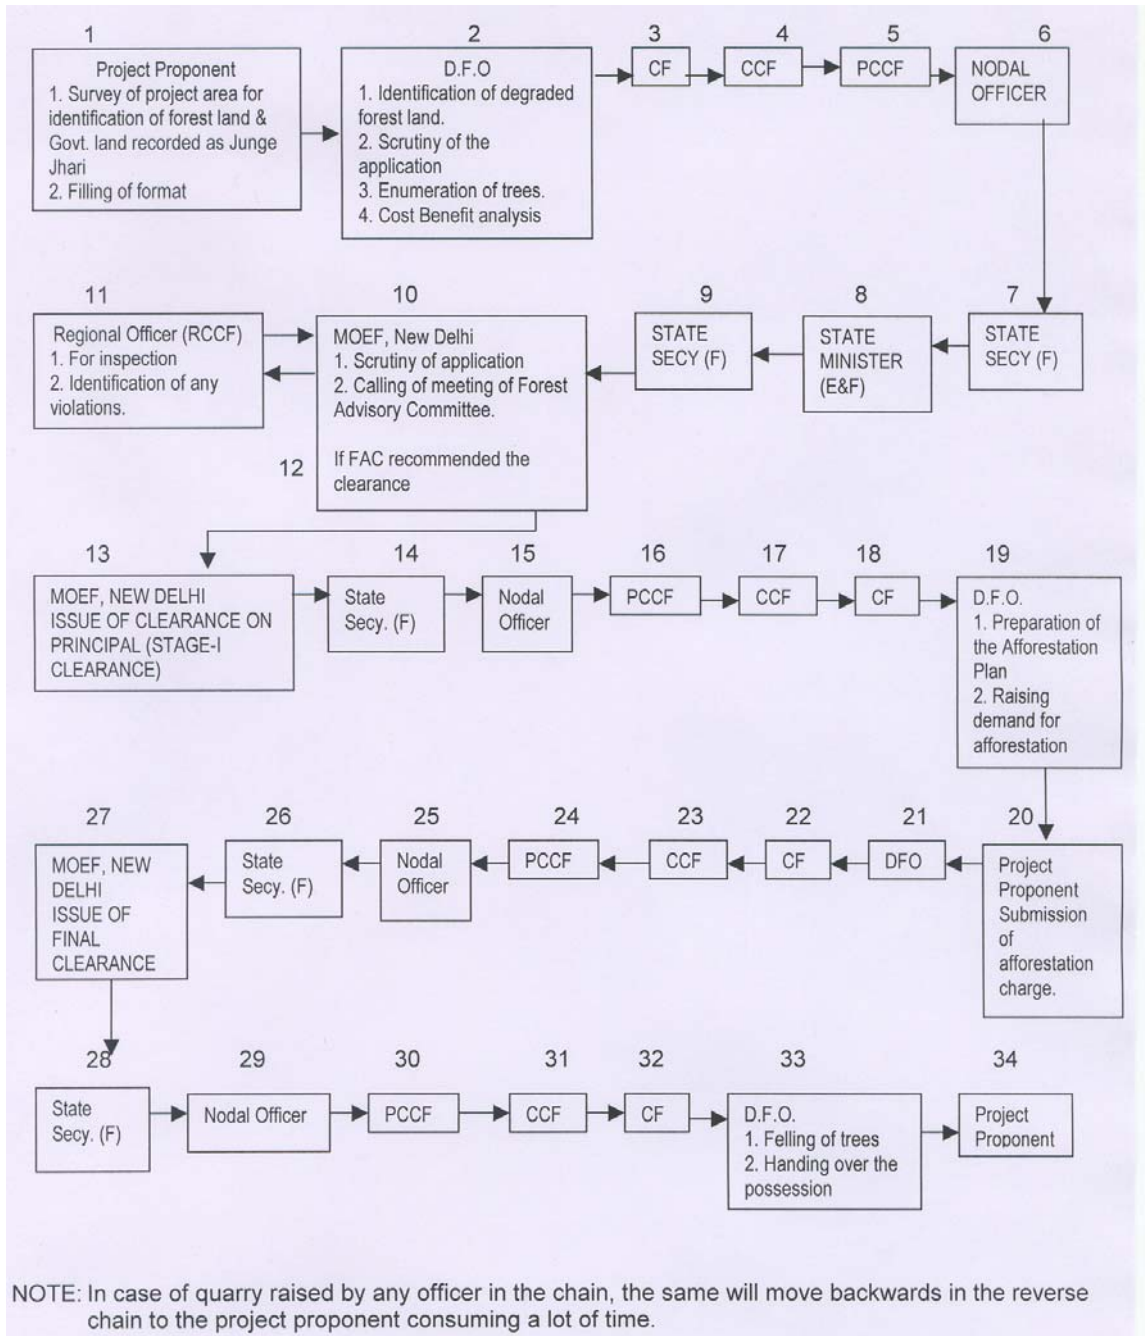 1
Project Proponent
1. Survey of project area for
identification of forest land &
Govt. land recorded as Junge
Jhari
2. Filling of format
2
D.F.O
1. Identification of degraded
forest land.
2. Scrutiny of the
application
3. Enumeration of trees.
4. Cost Benefit analysis
3
CF
4
CCF
5
PCCF
6
NODAL
OFFICER
7
STATE
SECY (F)
8
STATE
MINISTER
(E&F)
9
STATE
SECY (F)
10
MOEF, New Delhi
1. Scrutiny of application
2. Calling of meeting of Forest
Advisory Committee.
11
Regional Officer (RCCF)
1. For inspection
2. Identification of any
violations.
12
If FAC recommended the
clearance
13
MOEF, NEW DELHI
ISSUE OF CLEARANCE ON
PRINCIPAL (STAGE-I
CLEARANCE)
14
State
Secy. (F)
15
Nodal
Officer
16
PCCF
17
CCF
18
CF
19
D.F.O.
1. Preparation of
the Afforestation
Plan
2. Raising
demand for
afforestation
20
Project
Proponent
Submission
of
afforestation
charge.
21
DFO
22
CF
23
CCF
24
PCCF
25
Nodal
Officer
26
State
Secy. (F)
27
MOEF, NEW
DELHI
ISSUE OF
FINAL
CLEARANCE
28
State
Secy. (F)
29
Nodal Officer
30
PCCF
31
CCF
32
CF
33
D.F.O.
1. Felling of trees
2. Handing over the
possession
34
Project
Proponent
NOTE: In case of quarry raised by any officer in the chain, the same will move backwards in the reverse
chain to the project proponent consuming a lot of time.